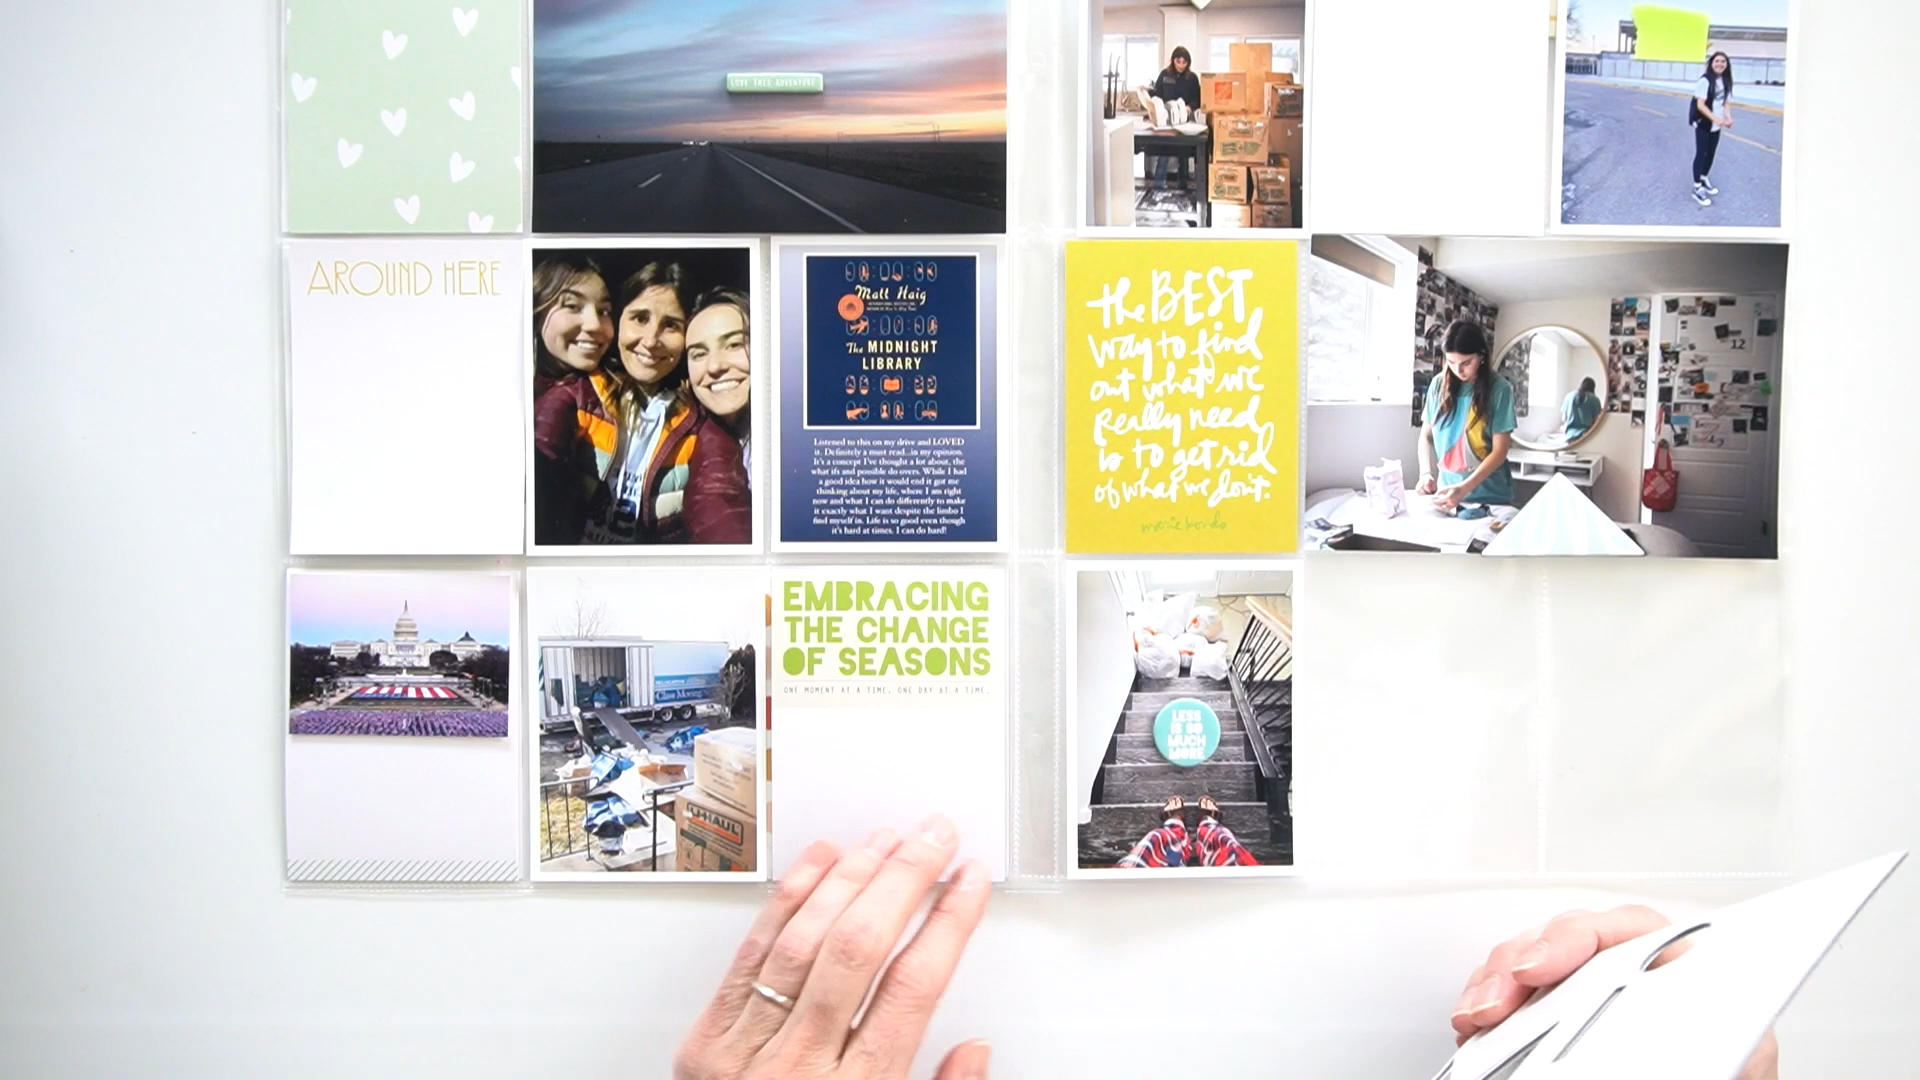 LOVE THIS ADVENTURE
AROUND HERE
Matt Haig
The MIDNIGHT
LIBRARY
Listened to this on my drive and LOVED
it. Definitely a must read...in my opinion.
It's a concept I've thought a lot about, the
what ifs and possible do overs. While I had
a good idea how it would end it got me
thinking about my life, where I am right
now and what I can do differently to make
it exactly what I want despite the limbo I
find myself in. Life is so good even though
it's hard at times. I can do hard!
the BEST
way to find
out what we
Really need
is to get rid
of what we don't.
marie kondo
12
EMBRACING
THE CHANGE
OF SEASONS
ONE MOMENT AT A TIME. ONE DAY AT A TIME.
U-HAUL
LESS
IS SO
MUCH
MORE